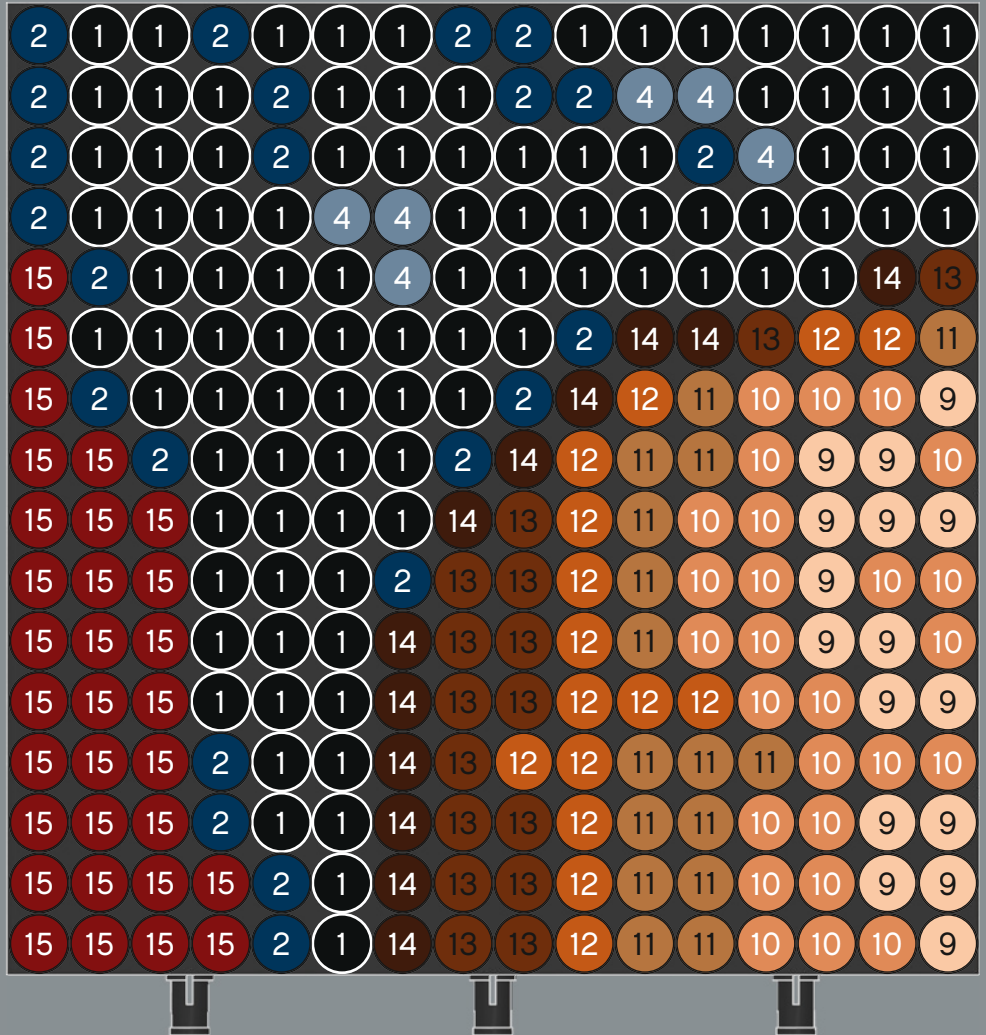 2 1 1 2 1 1 1 2 2 1 1 1 1 1 1 1
2 1 1 1 2 1 1 1 2 2 4 4 1 1 1 1
2 1 1 1 2 1 1 1 1 1 1 2 4 1 1 1
2 1 1 1 1 4 4 1 1 1 1 1 1 1 1 1
15 2 1 1 1 1 4 1 1 1 1 1 1 1 14 13
15 1 1 1 1 1 1 1 1 2 14 14 13 12 12 11
15 2 1 1 1 1 1 1 2 14 12 11 10 10 10 9
15 15 2 1 1 1 1 2 14 12 11 11 10 9 9 10
15 15 15 1 1 1 1 14 13 12 11 10 10 9 9 9
15 15 15 1 1 1 2 13 13 12 11 10 10 9 10 10
15 15 15 1 1 1 14 13 13 12 11 10 10 9 9 10
15 15 15 1 1 1 14 13 13 12 12 12 10 10 9 9
15 15 15 2 1 1 14 13 12 12 11 11 11 10 10 10
15 15 15 2 1 1 14 13 13 12 11 11 10 10 9 9
15 15 15 15 2 1 14 13 13 12 11 11 10 10 9 9
15 15 15 15 2 1 14 13 13 12 11 11 10 10 10 9